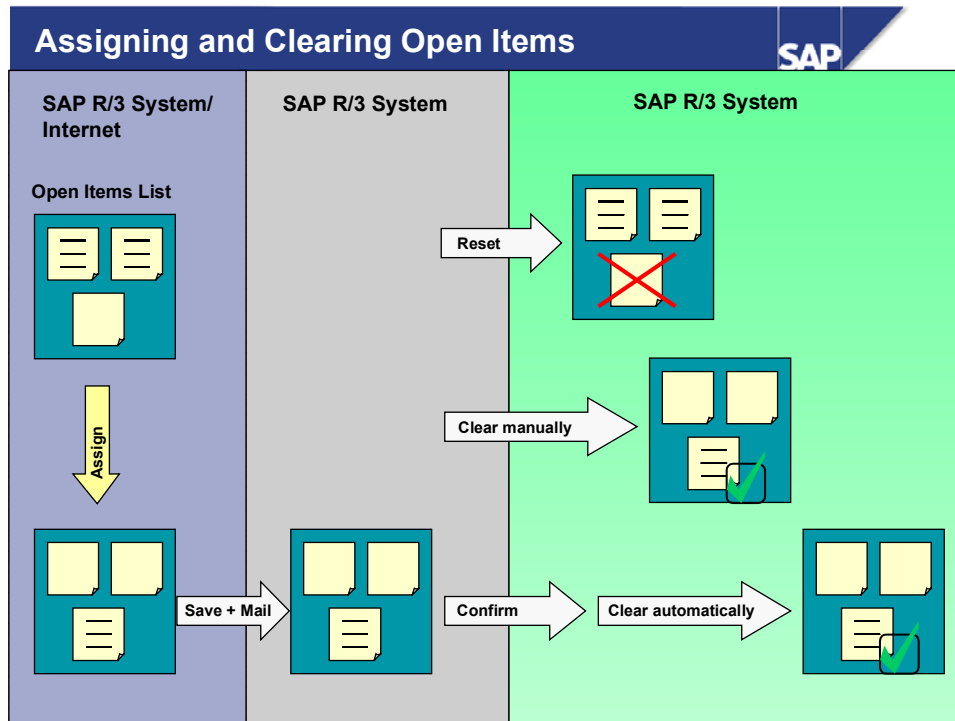 Assigning and Clearing Open Items
SAP
SAP R/3 System/
Internet
SAP R/3 System
SAP R/3 System
Open Items List
Reset
Assign
Clear manually
Save + Mail
Confirm
Clear automatically